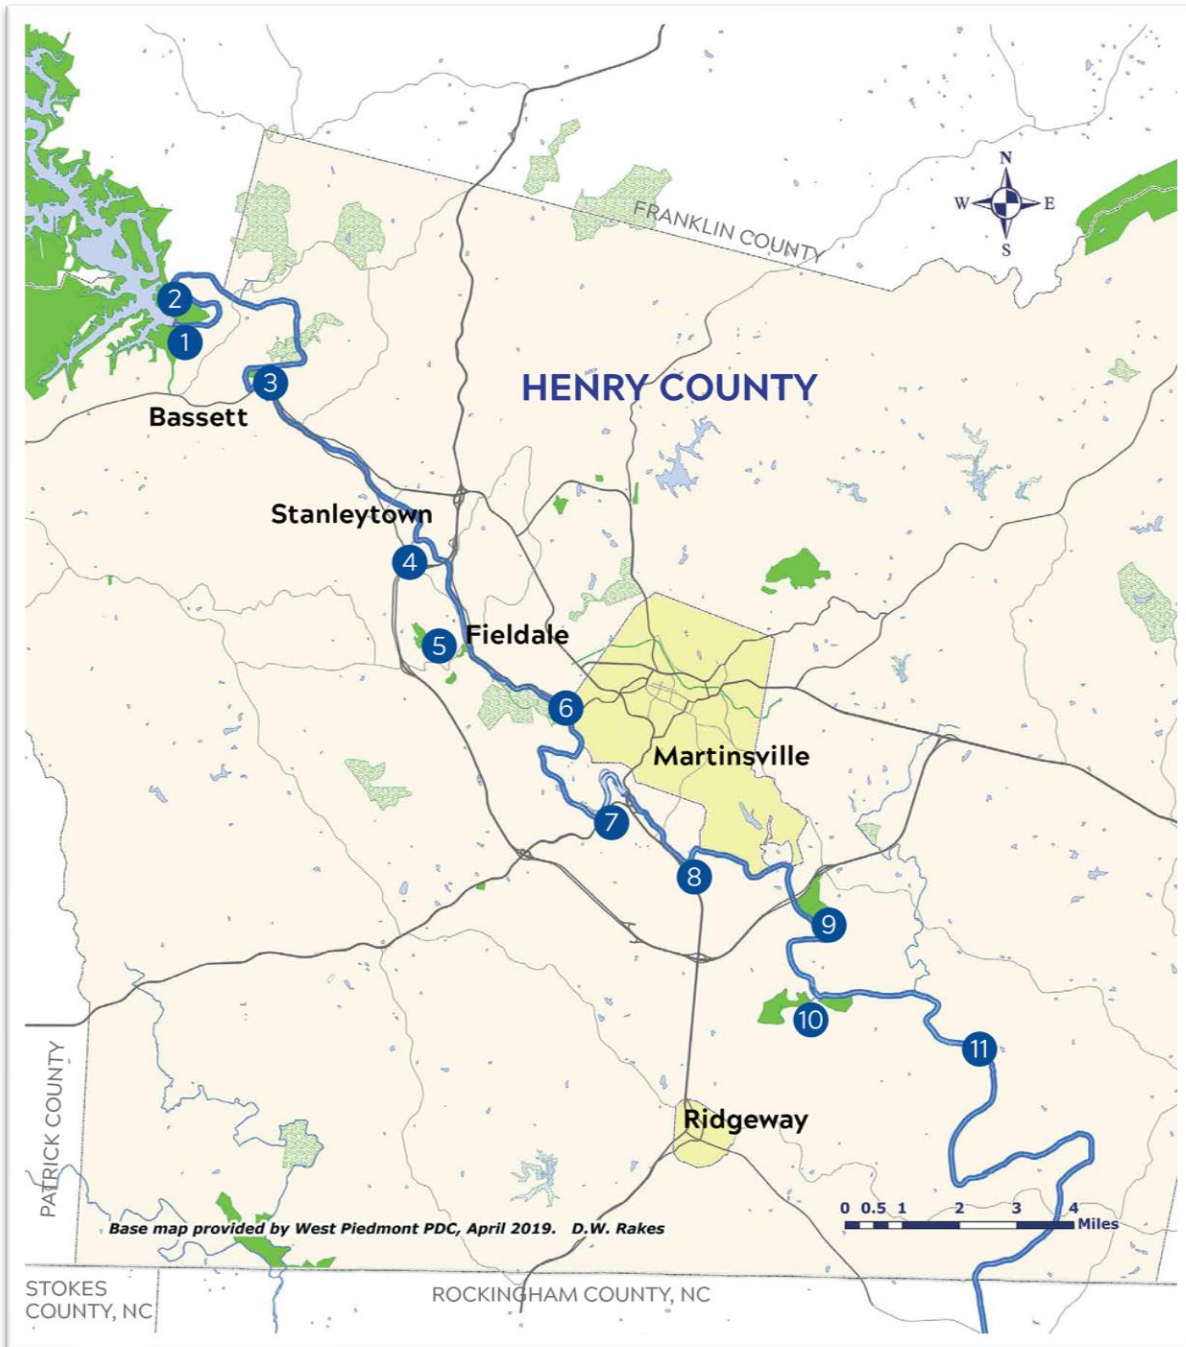 FRANKLIN COUNTY
N
W
E
S
2
1
HENRY COUNTY
3
Bassett
Stanleytown
4
5
Fieldale
6
Martinsville
7
8
9
10
11
PATRICK COUNTY
Ridgeway
0 0.5 1 2 3 4
Miles
Base map provided by West Piedmont PDC, April 2019. D.W. Rakes
STOKES
COUNTY, NC
ROCKINGHAM COUNTY, NC